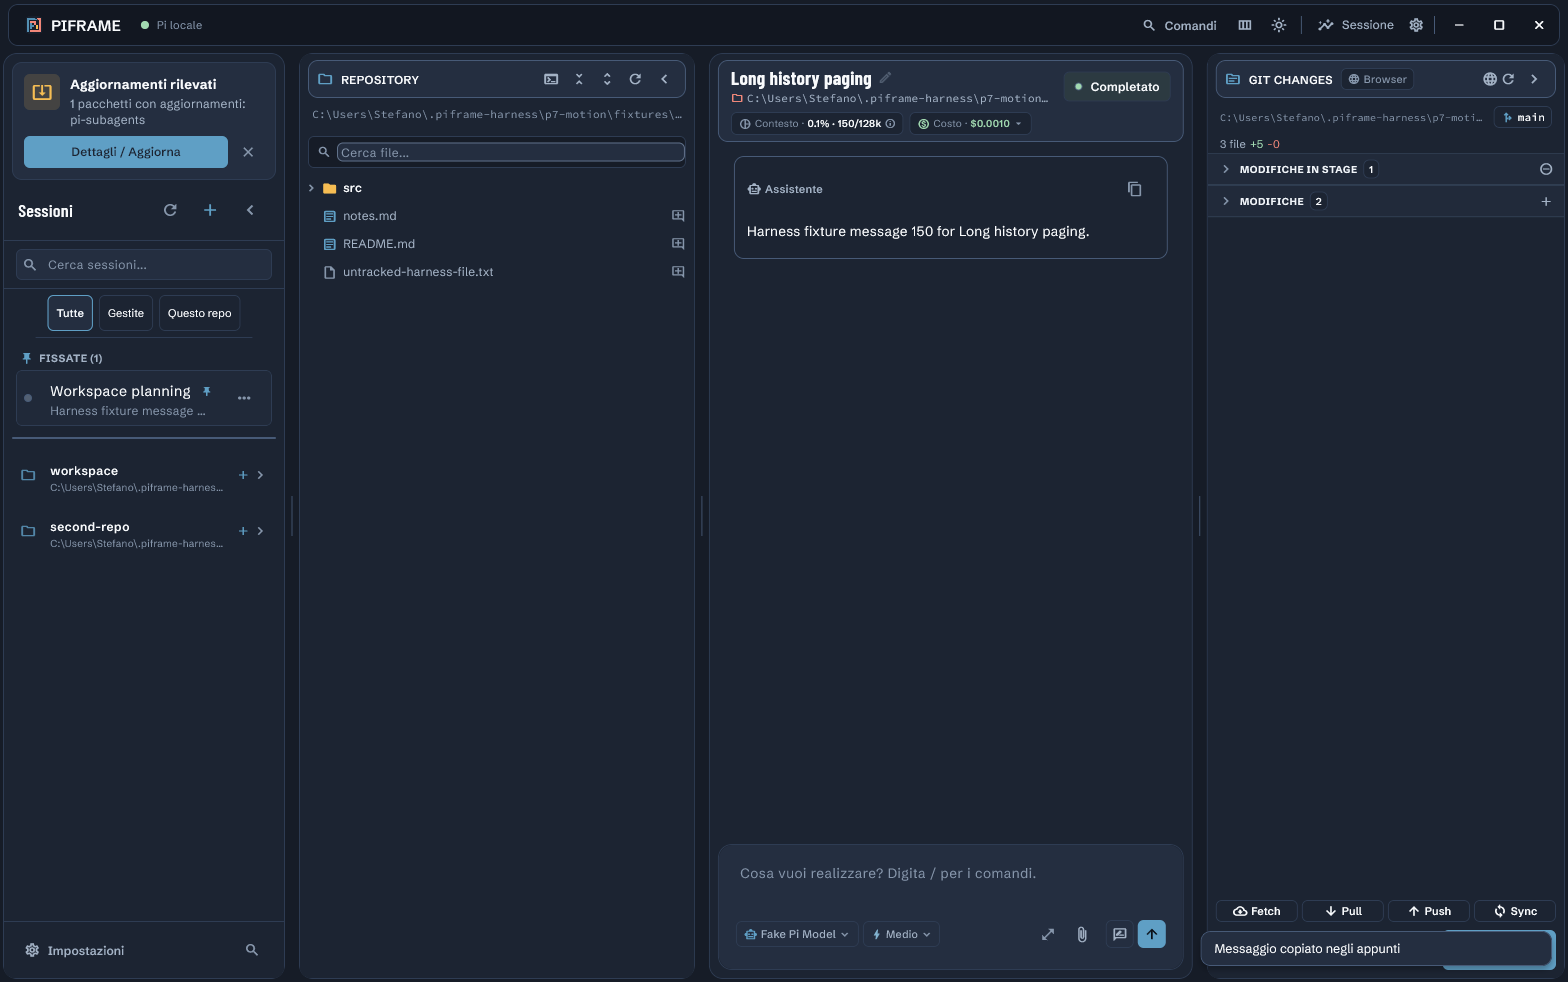 PIFRAME
Pi locale
Comandi
Sessione
Aggiornamenti rilevati
1 pacchetti con aggiornamenti:
pi-subagents
Dettagli / Aggiorna
Sessioni
Cerca sessioni...
Tutte
Gestite
Questo repo
FISSATE (1)
Workspace planning
Harness fixture message ...
workspace
C:\Users\Stefano\.piframe-harnes...
second-repo
C:\Users\Stefano\.piframe-harnes...
Impostazioni
REPOSITORY
C:\Users\Stefano\.piframe-harness\p7-motion\fixtures\...
Cerca file...
src
notes.md
README.md
untracked-harness-file.txt
Long history paging
C:\Users\Stefano\.piframe-harness\p7-motion...
Completato
Contesto · 0.1% • 150/128k
Costo · $0.0010
Assistente
Harness fixture message 150 for Long history paging.
Cosa vuoi realizzare? Digita / per i comandi.
Fake Pi Model
Medio
GIT CHANGES
Browser
C:\Users\Stefano\.piframe-harness\p7-moti...
main
3 file +5 -0
MODIFICHE IN STAGE 1
MODIFICHE 2
Fetch
Pull
Push
Sync
Messaggio copiato negli appunti